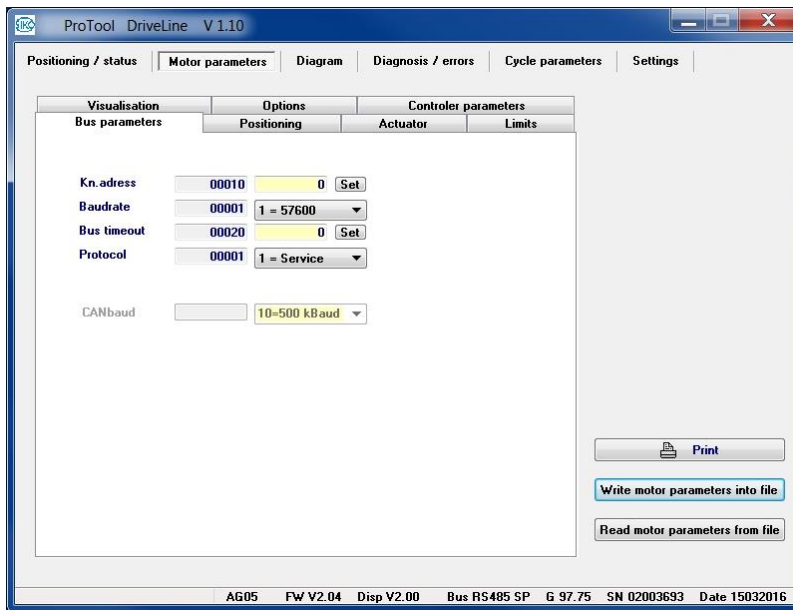 SIKO ProTool DriveLine V 1.10
Positioning / status Motor parameters Diagram Diagnosis / errors Cycle parameters Settings
Visualisation Options Controler parameters
Bus parameters Positioning Actuator Limits
Kn.adress 00010 0 Set
Baudrate 00001 1 = 57600
Bus timeout 00020 0 Set
Protocol 00001 1 = Service
CANbaud 10=500 kBaud
Print
Write motor parameters into file
Read motor parameters from file
AG05 FW V2.04 Disp V2.00 Bus RS485 SP G 97.75 SN 02003693 Date 15032016